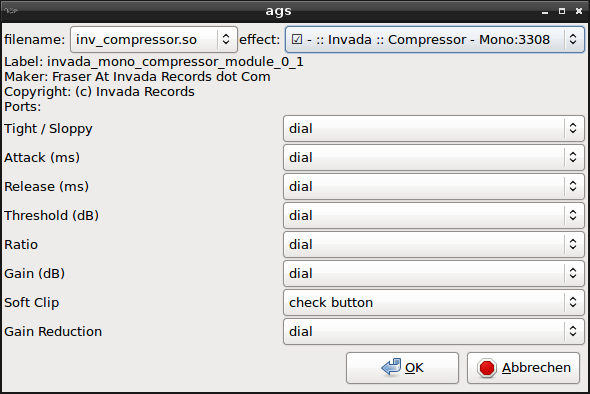 ags
filename: inv_compressor.so effect: ☑ - :: Invada :: Compressor - Mono:3308
Label: invada_mono_compressor_module_0_1
Maker: Fraser At Invada Records dot Com
Copyright: (c) Invada Records
Ports:
Tight / Sloppy dial
Attack (ms) dial
Release (ms) dial
Threshold (dB) dial
Ratio dial
Gain (dB) dial
Soft Clip check button
Gain Reduction dial
OK Abbrechen